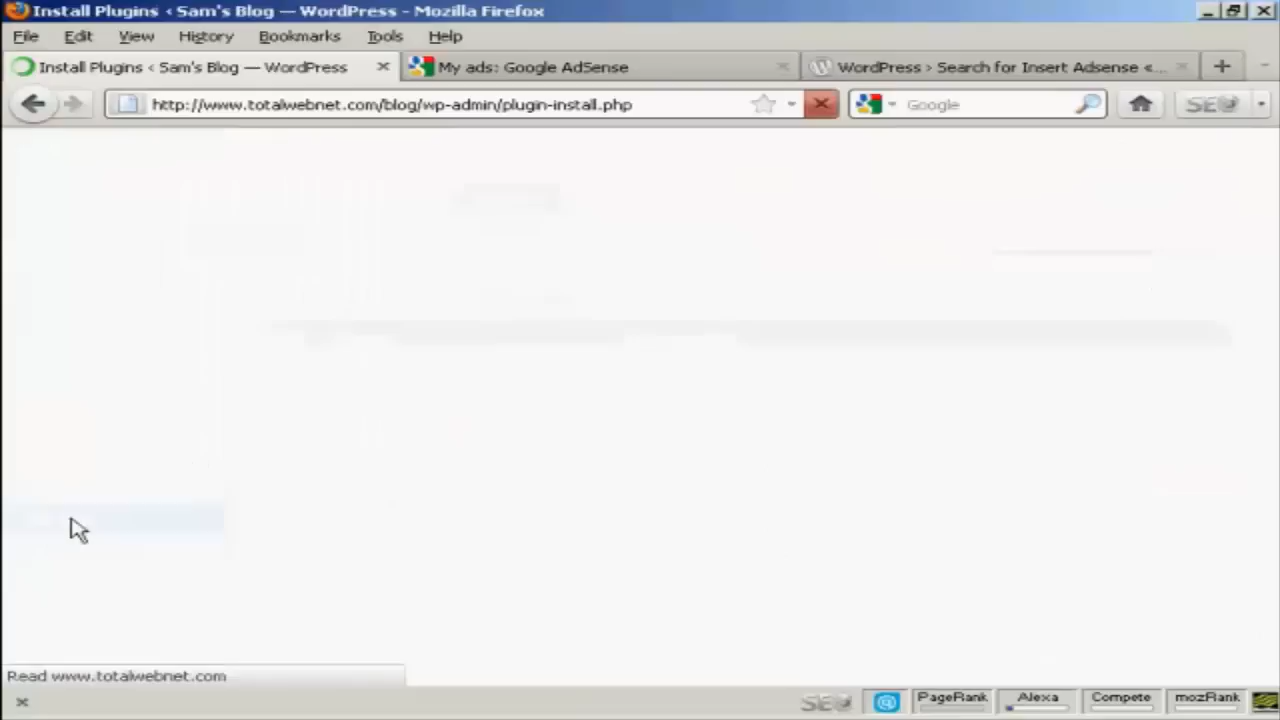 Install Plugins ‹ Sam's Blog — WordPress - Mozilla Firefox
File Edit View History Bookmarks Tools Help
Install Plugins ‹ Sam's Blog — WordPress
My ads: Google AdSense
WordPress › Search for Insert Adsense «...
http://www.totalwebnet.com/blog/wp-admin/plugin-install.php
Google
SEO
Read www.totalwebnet.com
SEO
PageRank
Alexa
Compete
mozRank